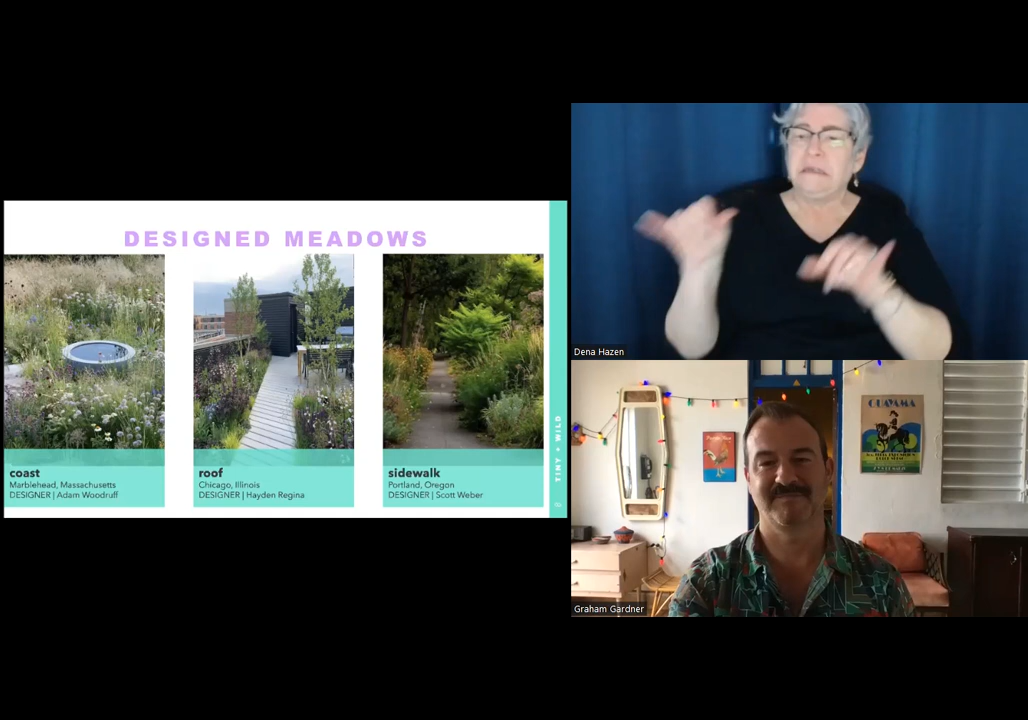 DESIGNED MEADOWS
coast
Marblehead, Massachusetts
DESIGNER | Adam Woodruff
roof
Chicago, Illinois
DESIGNER | Hayden Regina
sidewalk
Portland, Oregon
DESIGNER | Scott Weber
TINY + WILD
Dena Hazen
GUAYAMA
Graham Gardner